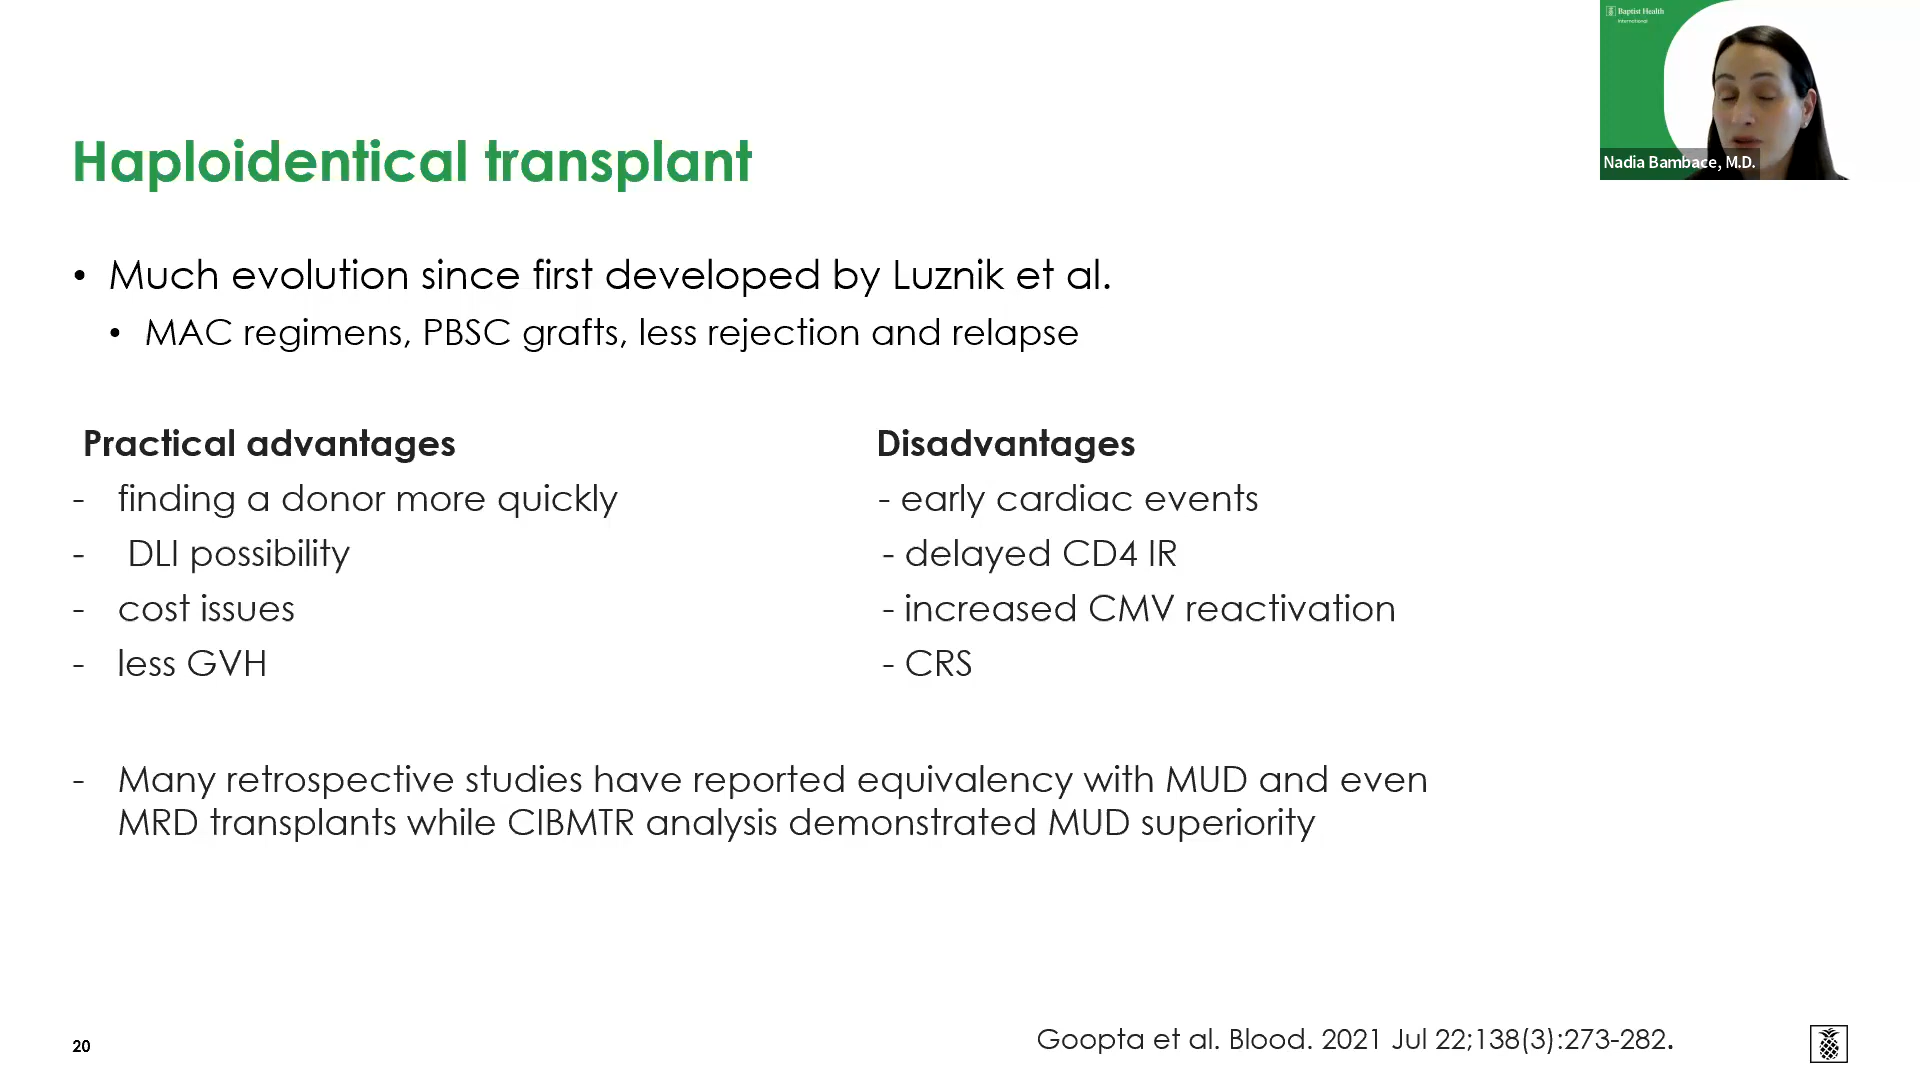 Baptist Health
International
Nadia Bambace, M.D.
Haploidentical transplant
• Much evolution since first developed by Luznik et al.
• MAC regimens, PBSC grafts, less rejection and relapse
Practical advantages
- finding a donor more quickly
- DLI possibility
- cost issues
- less GVH
Disadvantages
- early cardiac events
- delayed CD4 IR
- increased CMV reactivation
- CRS
- Many retrospective studies have reported equivalency with MUD and even
MRD transplants while CIBMTR analysis demonstrated MUD superiority
20
Goopta et al. Blood. 2021 Jul 22;138(3):273-282.